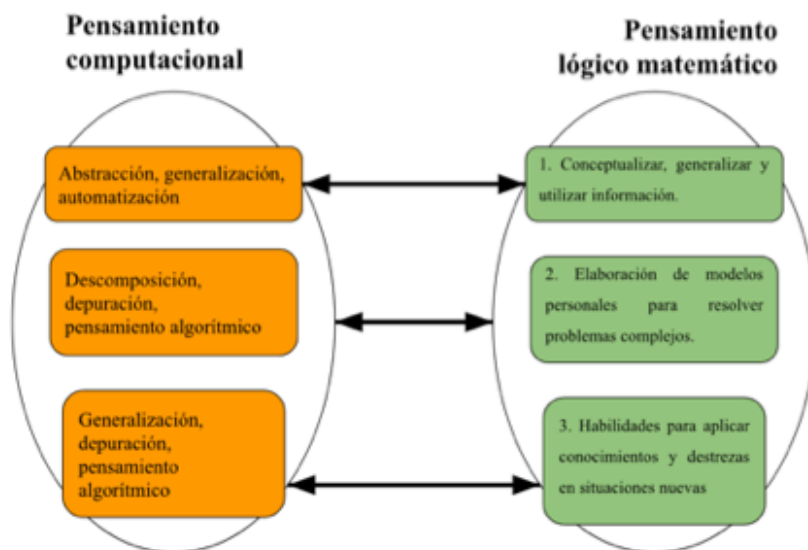 Pensamiento
computacional
Abstracción, generalización,
automatización
Descomposición,
depuración,
pensamiento algorítmico
Generalización,
depuración,
pensamiento
algorítmico
Pensamiento
lógico matemático
1. Conceptualizar, generalizar y
utilizar información.
2. Elaboración de modelos
personales para resolver
problemas complejos.
3. Habilidades para aplicar
conocimientos y destrezas
en situaciones nuevas